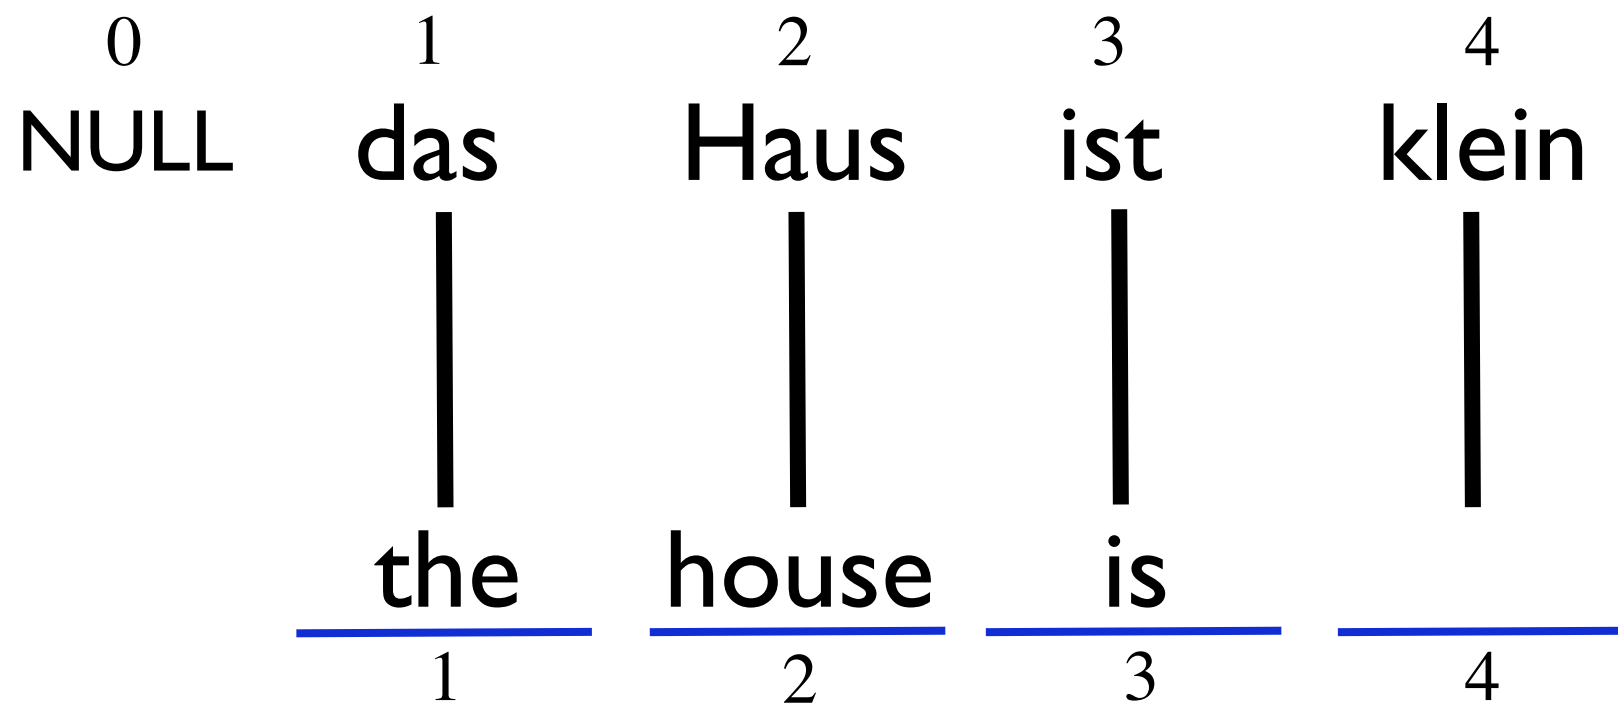 0 1 2 3 4
NULL das Haus ist klein
the house is
1 2 3 4